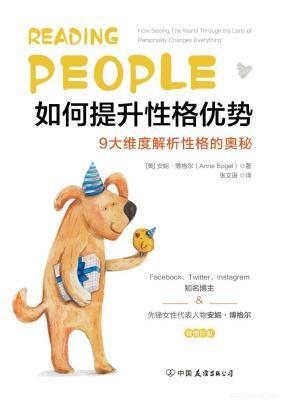 READING
How Seeing The World Through the Lens of
Personality Changes Everything
PEOPLE
如何提升性格优势
9大维度解析性格的奥秘
[美] 安妮·博格尔（Anne Bogel）著
张文语 译
Facebook、Twitter、instagram
知名博主
&
先锋女性代表人物安妮·博格尔
中国友谊出版公司